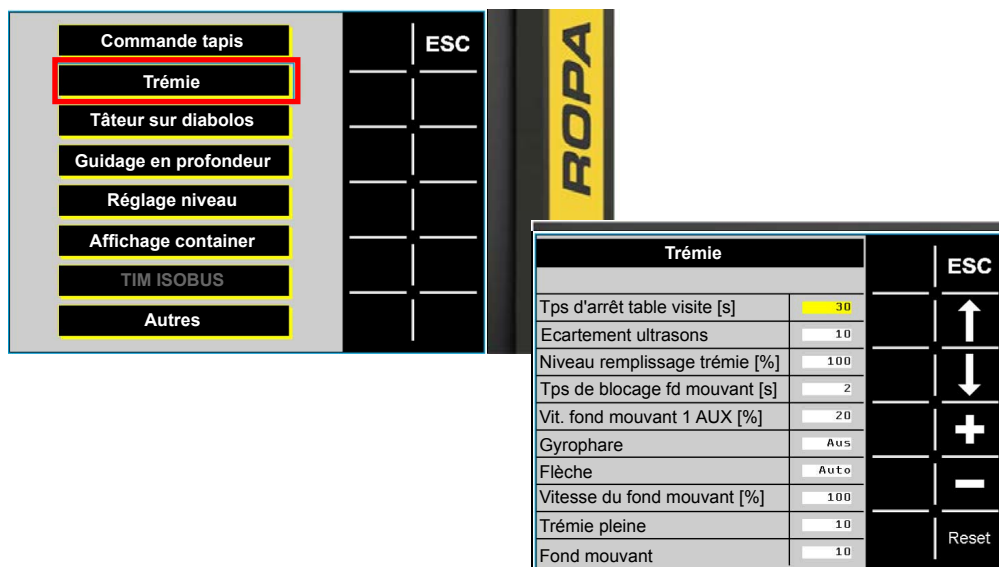 Commande tapis
ESC
Trémie
Tâteur sur diabolos
Guidage en profondeur
Réglage niveau
Affichage container
TIM ISOBUS
Autres
ROPA
Trémie
ESC
Tps d'arrêt table visite [s] 30
Ecartement ultrasons 10
Niveau remplissage trémie [%] 100
Tps de blocage fd mouvant [s] 2
Vit. fond mouvant 1 AUX [%] 20
Gyrophare Aus
Flèche Auto
Vitesse du fond mouvant [%] 100
Trémie pleine 10
Reset
Fond mouvant 10